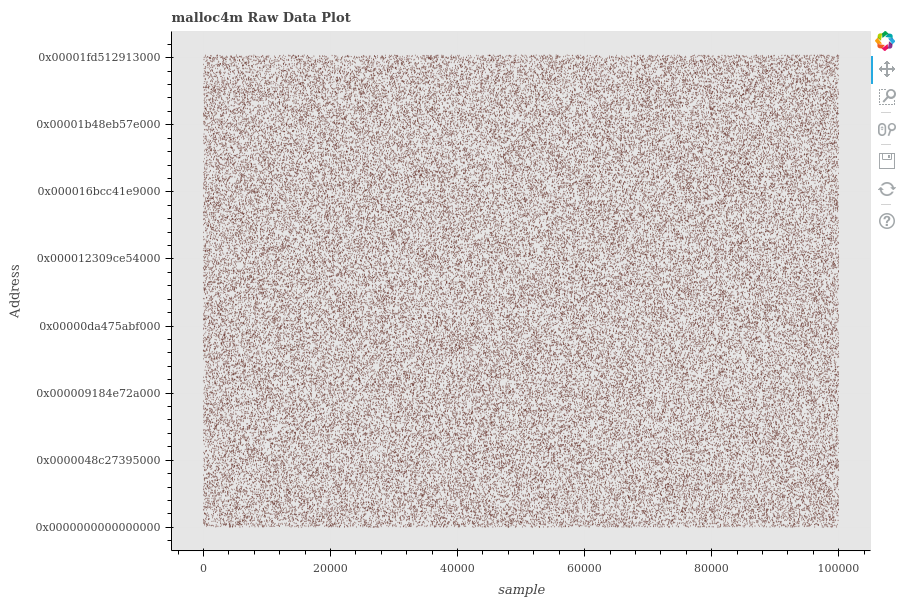 malloc4m Raw Data Plot
0x00001fd512913000
0x00001b48eb57e000
0x000016bcc41e9000
0x000012309ce54000
0x00000da475abf000
0x000009184e72a000
0x0000048c27395000
0x0000000000000000
Address
0 20000 40000 60000 80000 100000
sample